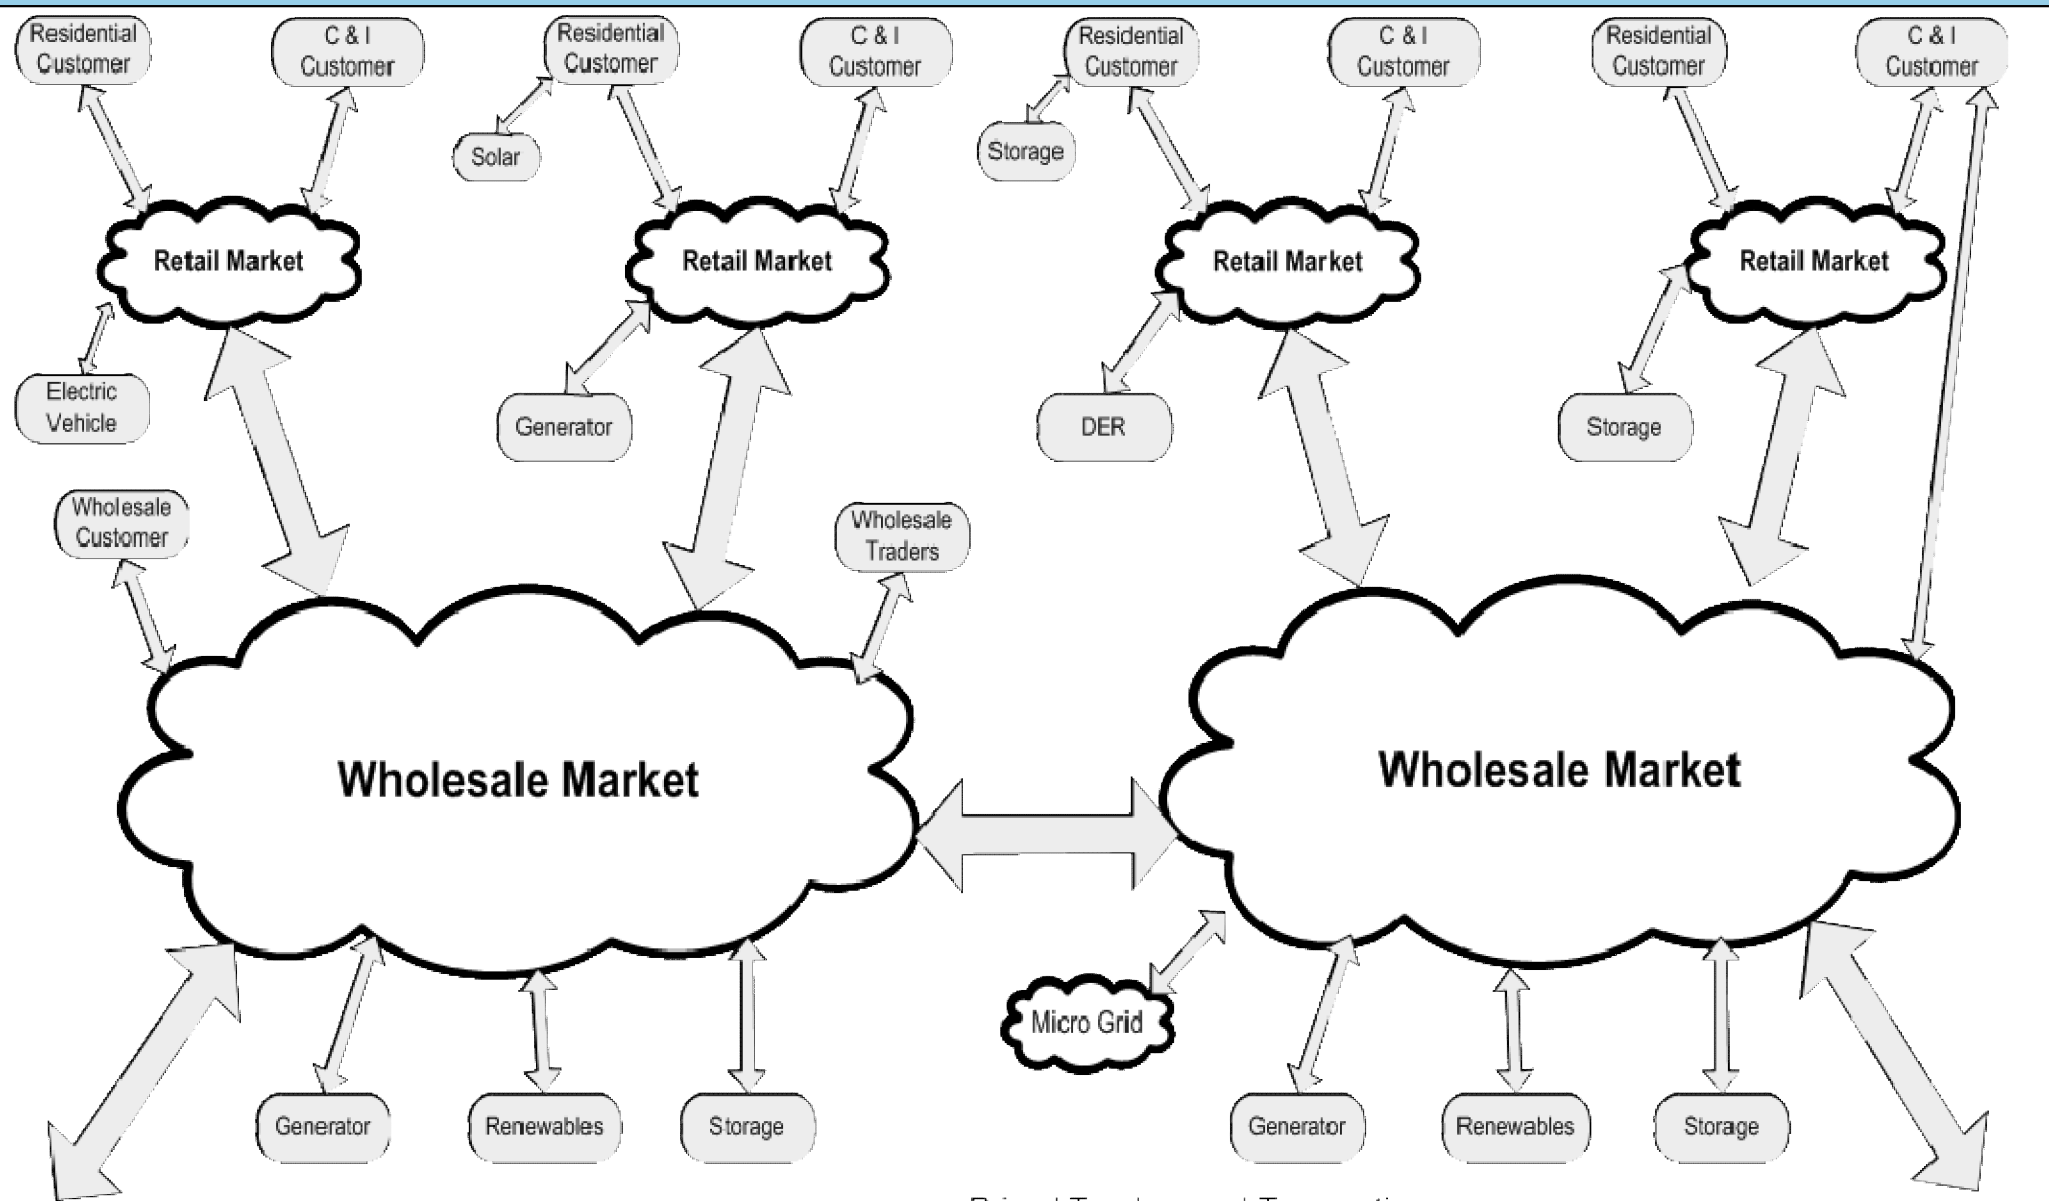 Residential
Customer
C & I
Customer
Residential
Customer
C & I
Customer
Residential
Customer
C & I
Customer
Residential
Customer
C & I
Customer
Solar
Storage
Retail Market
Retail Market
Retail Market
Retail Market
Electric
Vehicle
Generator
DER
Storage
Wholesale
Customer
Wholesale
Traders
Wholesale Market
Wholesale Market
Micro Grid
Generator
Renewables
Storage
Generator
Renewables
Storage